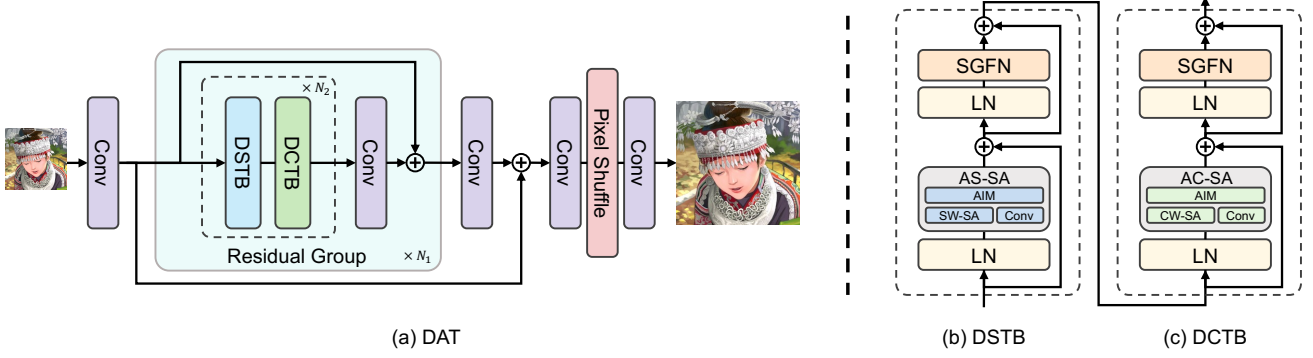 Conv
DSTB
DCTB
× N₂
Conv
Residual Group
× N₁
Conv
Conv
Pixel Shuffle
Conv
(a) DAT
SGFN
LN
AS-SA
AIM
SW-SA
Conv
LN
(b) DSTB
SGFN
LN
AC-SA
AIM
CW-SA
Conv
LN
(c) DCTB